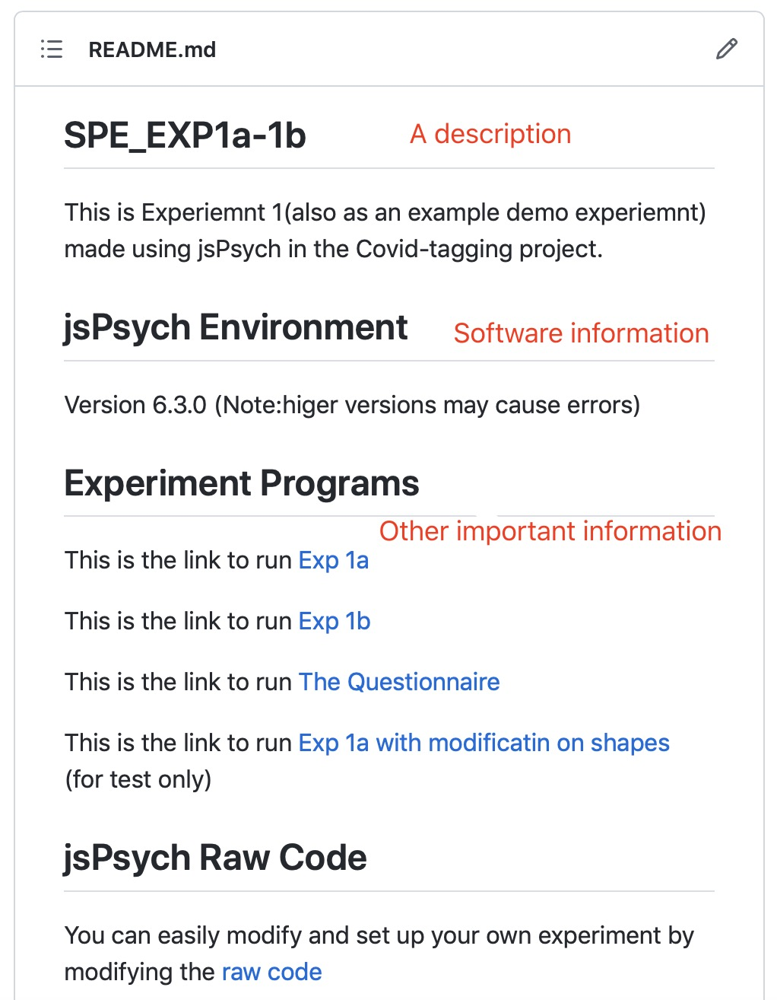 README.md
SPE_EXP1a-1b
A description
This is Experiemnt 1(also as an example demo experiemnt)
made using jsPsych in the Covid-tagging project.
jsPsych Environment
Software information
Version 6.3.0 (Note:higer versions may cause errors)
Experiment Programs
Other important information
This is the link to run Exp 1a
This is the link to run Exp 1b
This is the link to run The Questionnaire
This is the link to run Exp 1a with modificatin on shapes
(for test only)
jsPsych Raw Code
You can easily modify and set up your own experiment by
modifying the raw code